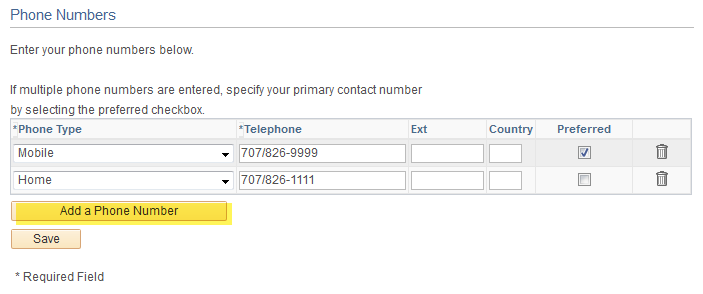 Phone Numbers
Enter your phone numbers below.
If multiple phone numbers are entered, specify your primary contact number
by selecting the preferred checkbox.
*Phone Type *Telephone Ext Country Preferred
Mobile 707/826-9999
Home 707/826-1111
Add a Phone Number
Save
* Required Field